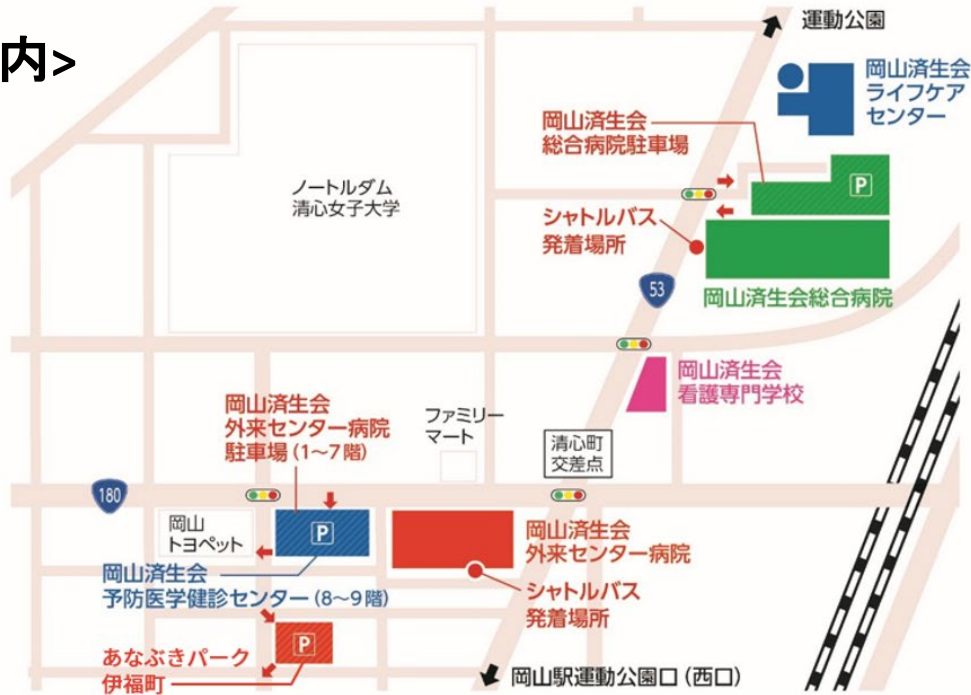 内>
運動公園
岡山済生会
ライフケア
センター
岡山済生会
総合病院駐車場
P
ノートルダム
清心女子大学
シャトルバス
発着場所
53
岡山済生会総合病院
岡山済生会
看護専門学校
岡山済生会
外来センター病院
駐車場(1～7階)
ファミリー
マート
清心町
交差点
180
岡山
トヨペット
P
岡山済生会
外来センター病院
岡山済生会
予防医学健診センター(8～9階)
シャトルバス
発着場所
P
あなぶきパーク
伊福町
岡山駅運動公園口(西口)